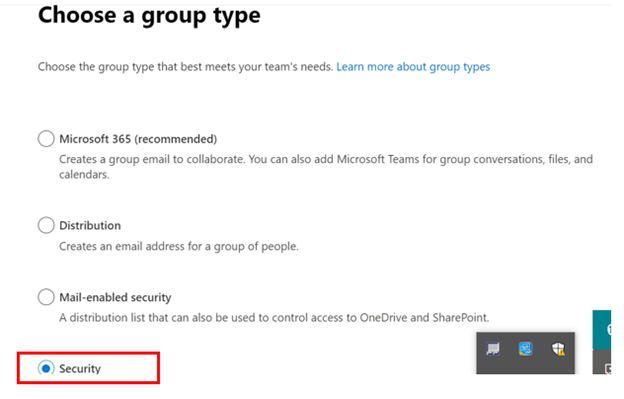 Choose a group type
Choose the group type that best meets your team's needs. Learn more about group types
Microsoft 365 (recommended)
Creates a group email to collaborate. You can also add Microsoft Teams for group conversations, files, and
calendars.
Distribution
Creates an email address for a group of people.
Mail-enabled security
A distribution list that can also be used to control access to OneDrive and SharePoint.
Security